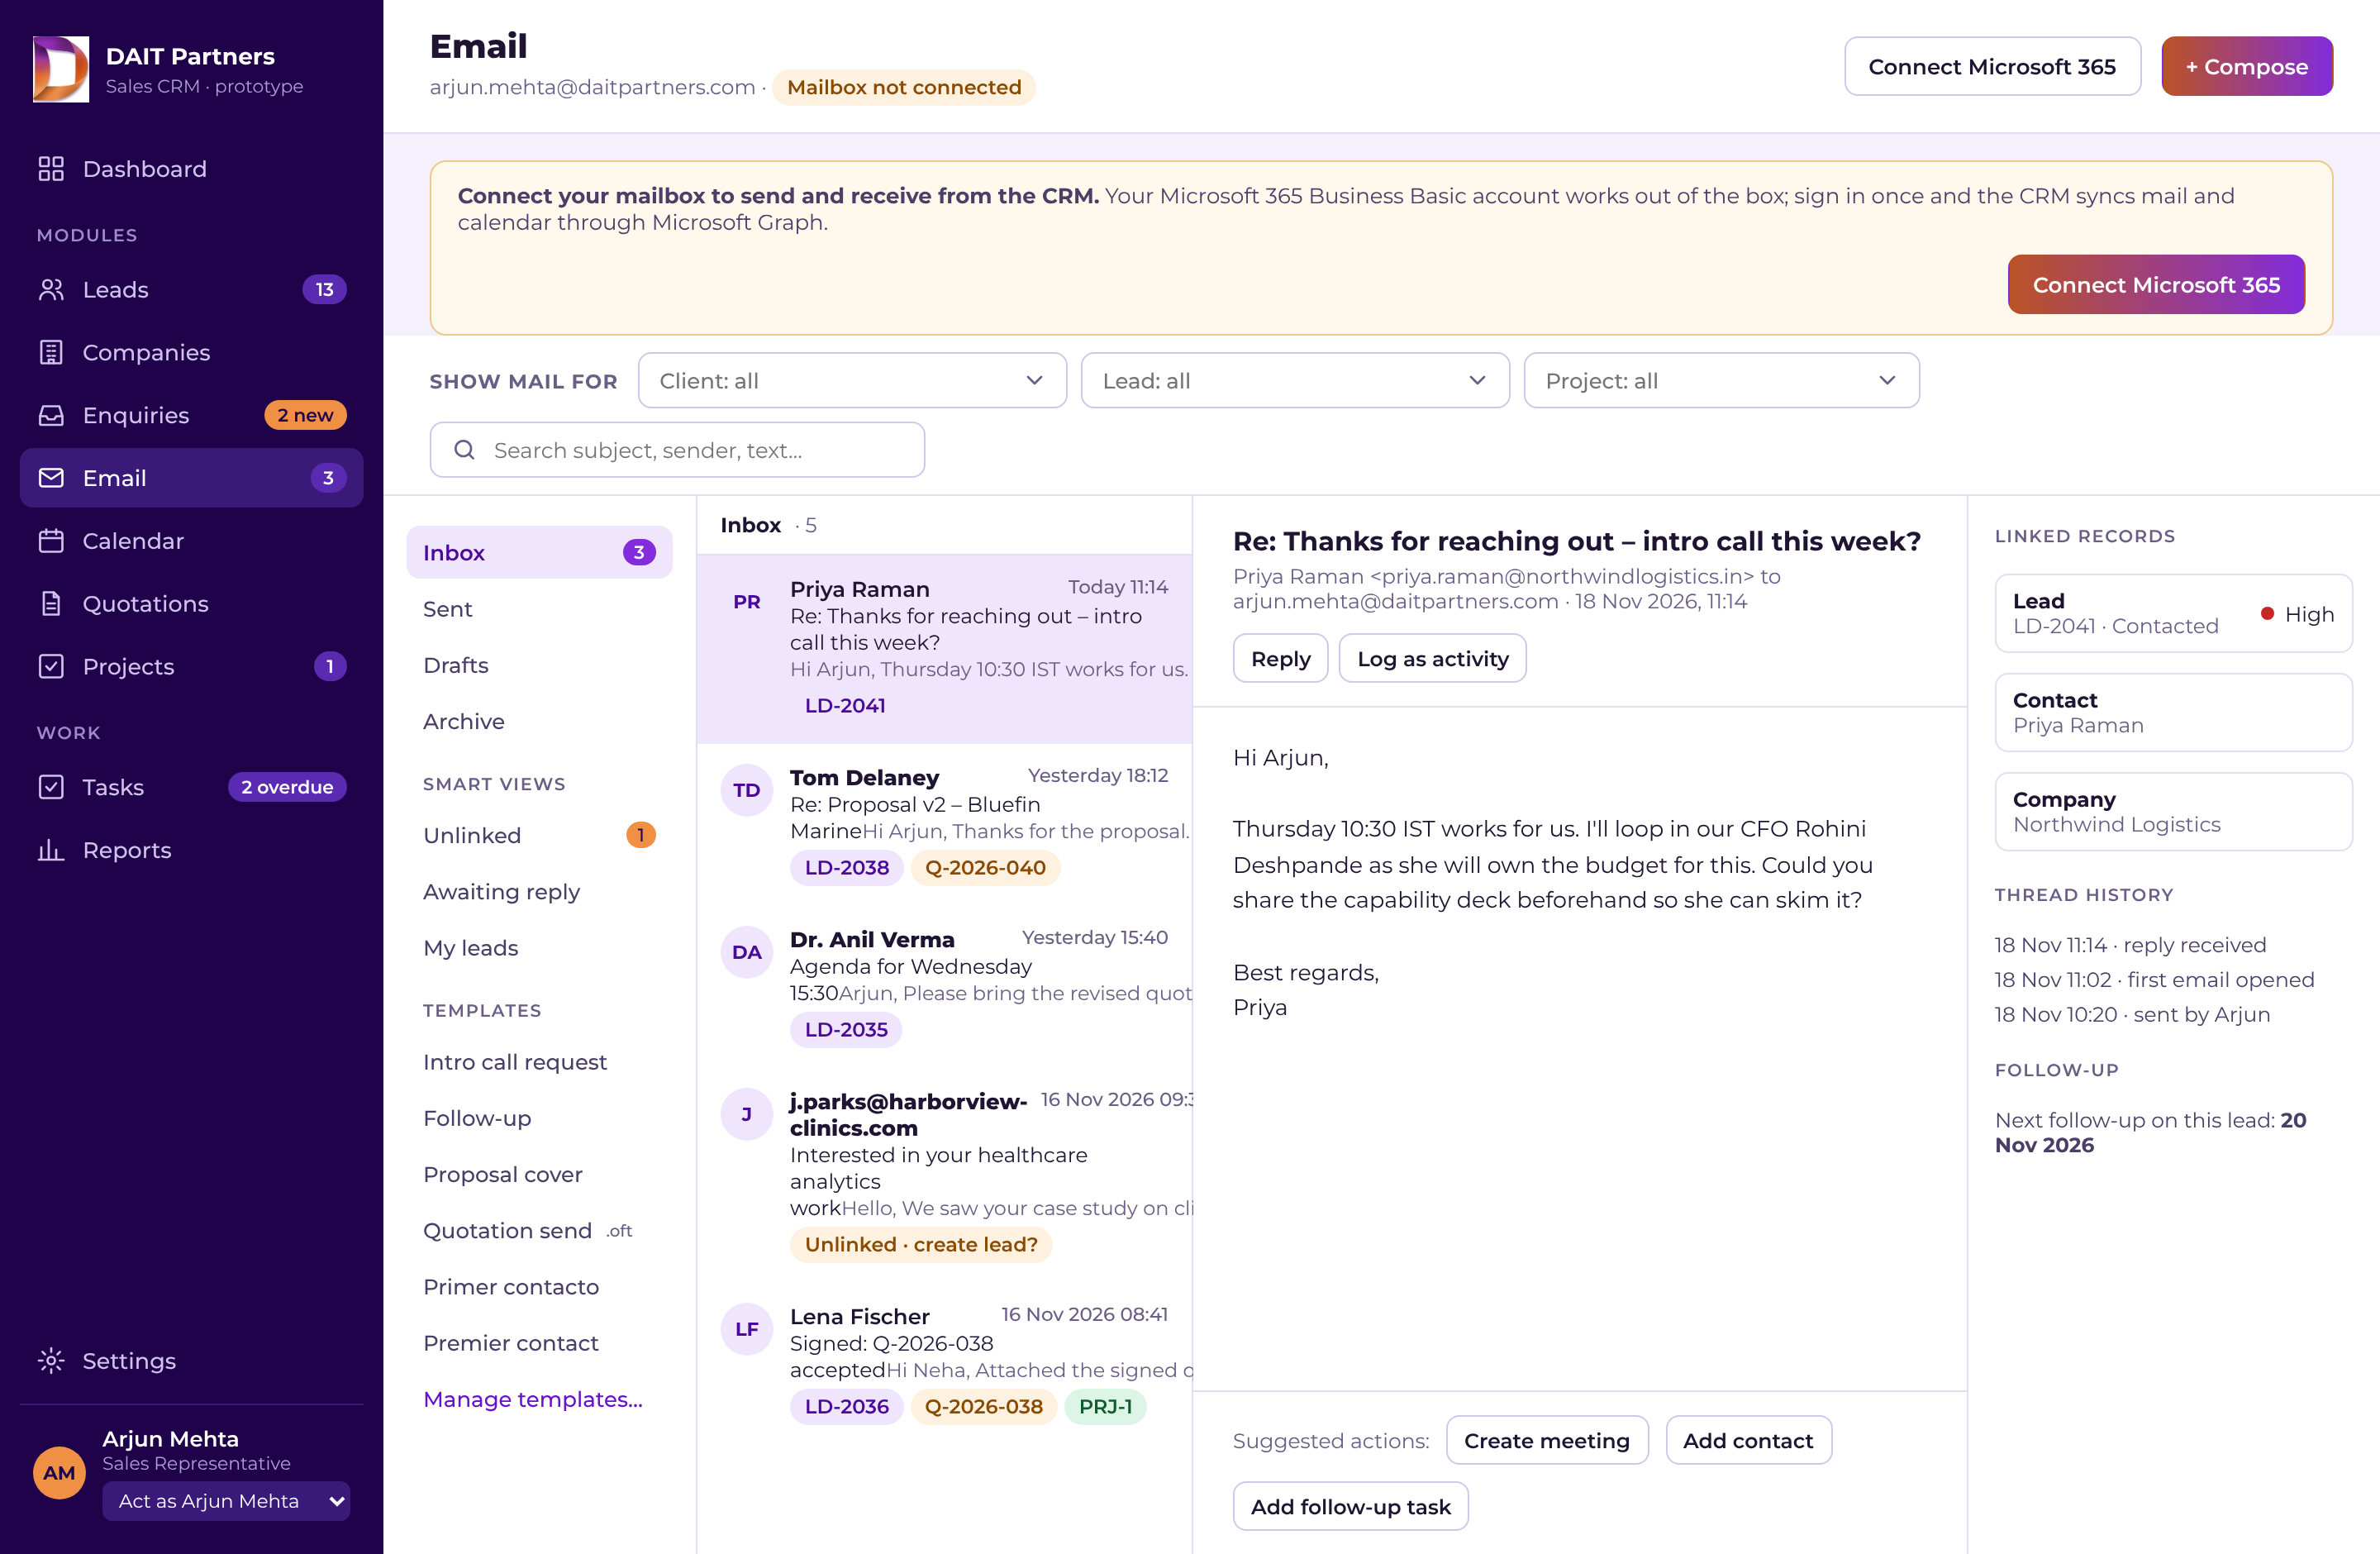 DAIT Partners
Sales CRM · prototype
Dashboard
MODULES
Leads 13
Companies
Enquiries 2 new
Email 3
Calendar
Quotations
Projects 1
WORK
Tasks 2 overdue
Reports
Settings
AM
Arjun Mehta
Sales Representative
Act as Arjun Mehta
Email
arjun.mehta@daitpartners.com · Mailbox not connected
Connect Microsoft 365
+ Compose
Connect your mailbox to send and receive from the CRM. Your Microsoft 365 Business Basic account works out of the box; sign in once and the CRM syncs mail and
calendar through Microsoft Graph.
Connect Microsoft 365
SHOW MAIL FOR
Client: all
Lead: all
Project: all
Search subject, sender, text...
Inbox 3
Sent
Drafts
Archive
SMART VIEWS
Unlinked 1
Awaiting reply
My leads
TEMPLATES
Intro call request
Follow-up
Proposal cover
Quotation send .oft
Primer contacto
Premier contact
Manage templates...
Inbox · 5
PR
Priya Raman Today 11:14
Re: Thanks for reaching out – intro
call this week?
Hi Arjun, Thursday 10:30 IST works for us.
LD-2041
TD
Tom Delaney Yesterday 18:12
Re: Proposal v2 – Bluefin
MarineHi Arjun, Thanks for the proposal.
LD-2038 Q-2026-040
DA
Dr. Anil Verma Yesterday 15:40
Agenda for Wednesday
15:30Arjun, Please bring the revised quot
LD-2035
J
j.parks@harborview- 16 Nov 2026 09:3
clinics.com
Interested in your healthcare
analytics
workHello, We saw your case study on cli
Unlinked · create lead?
LF
Lena Fischer 16 Nov 2026 08:41
Signed: Q-2026-038
acceptedHi Neha, Attached the signed
LD-2036 Q-2026-038 PRJ-1
Re: Thanks for reaching out – intro call this week?
Priya Raman <priya.raman@northwindlogistics.in> to
arjun.mehta@daitpartners.com · 18 Nov 2026, 11:14
Reply
Log as activity
Hi Arjun,
Thursday 10:30 IST works for us. I'll loop in our CFO Rohini
Deshpande as she will own the budget for this. Could you
share the capability deck beforehand so she can skim it?
Best regards,
Priya
Suggested actions: Create meeting Add contact
Add follow-up task
LINKED RECORDS
Lead
LD-2041 · Contacted
High
Contact
Priya Raman
Company
Northwind Logistics
THREAD HISTORY
18 Nov 11:14 · reply received
18 Nov 11:02 · first email opened
18 Nov 10:20 · sent by Arjun
FOLLOW-UP
Next follow-up on this lead: 20
Nov 2026